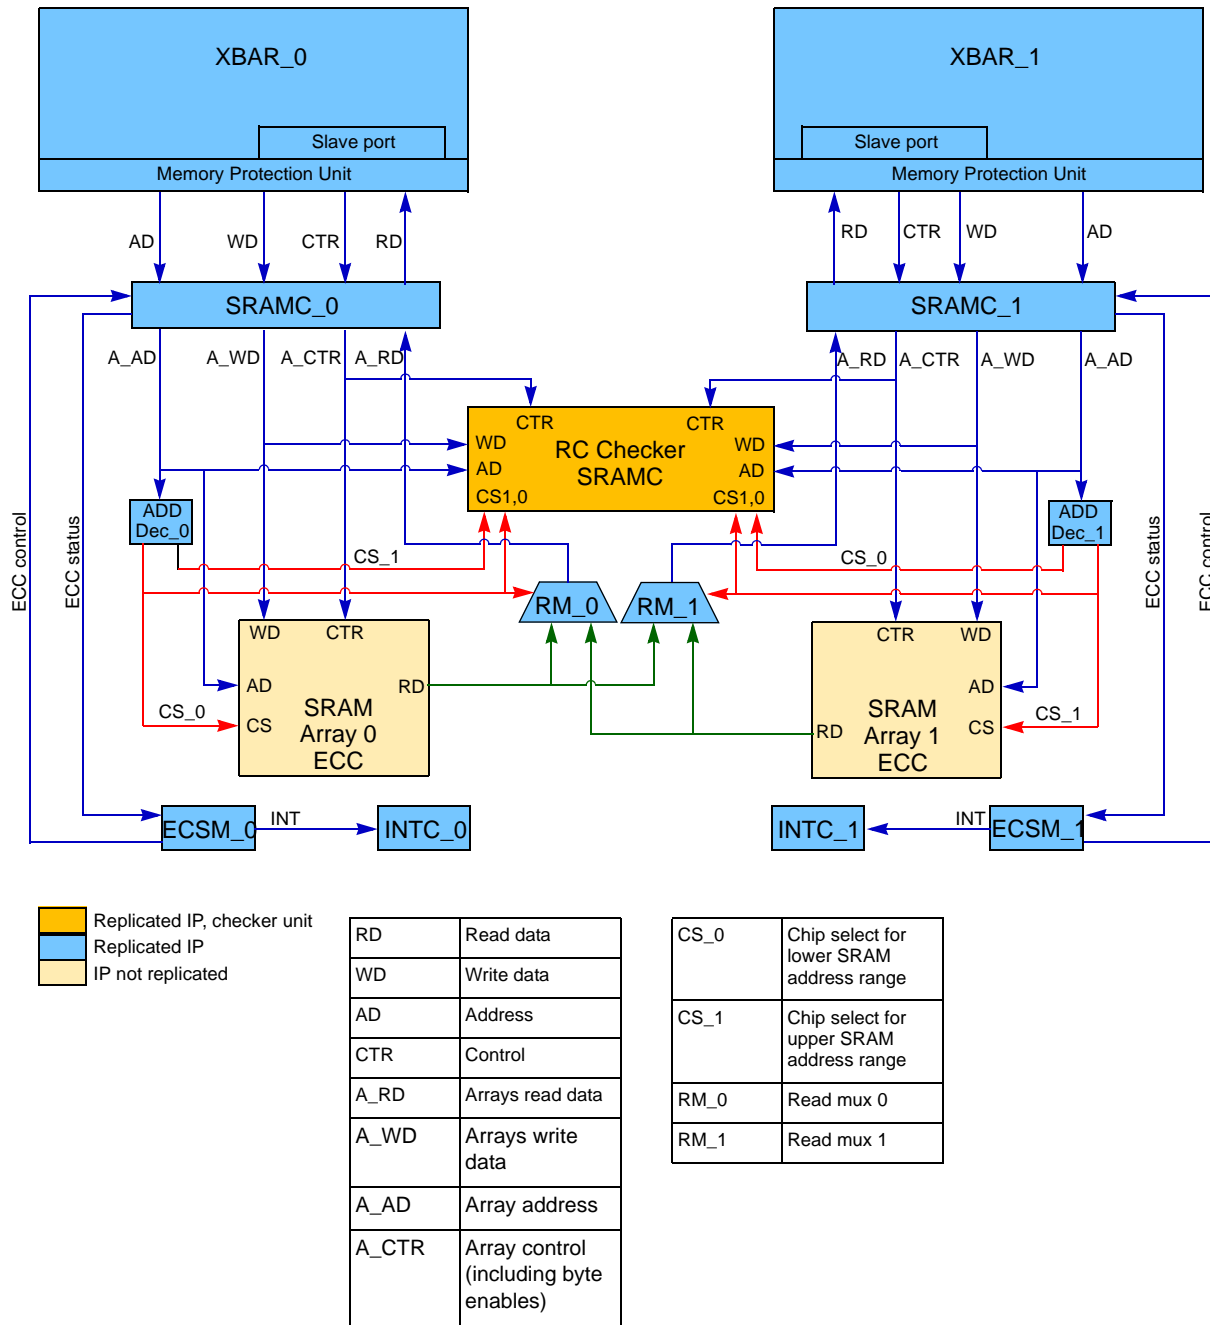 XBAR_0
XBAR_1
Slave port
Slave port
Memory Protection Unit
Memory Protection Unit
AD
WD
CTR
RD
RD
CTR
WD
AD
SRAMC_0
SRAMC_1
A_AD
A_WD
A_CTR
A_RD
A_RD
A_CTR
A_WD
A_AD
CTR
CTR
WD
WD
RC Checker
SRAMC
AD
AD
CS1,0
CS1,0
ADD
Dec_0
ADD
Dec_1
ECC control
ECC status
ECC status
ECC control
CS_1
CS_0
RM_0
RM_1
WD
CTR
CTR
WD
AD
RD
AD
SRAM
Array 0
ECC
SRAM
Array 1
ECC
CS_0
CS
RD
CS
CS_1
ECSM_0
INT
INTC_0
INTC_1
INT
ECSM_1
Replicated IP, checker unit
Replicated IP
IP not replicated
RD
Read data
WD
Write data
AD
Address
CTR
Control
A_RD
Arrays read data
A_WD
Arrays write
data
A_AD
Array address
A_CTR
Array control
(including byte
enables)
CS_0
Chip select for
lower SRAM
address range
CS_1
Chip select for
upper SRAM
address range
RM_0
Read mux 0
RM_1
Read mux 1